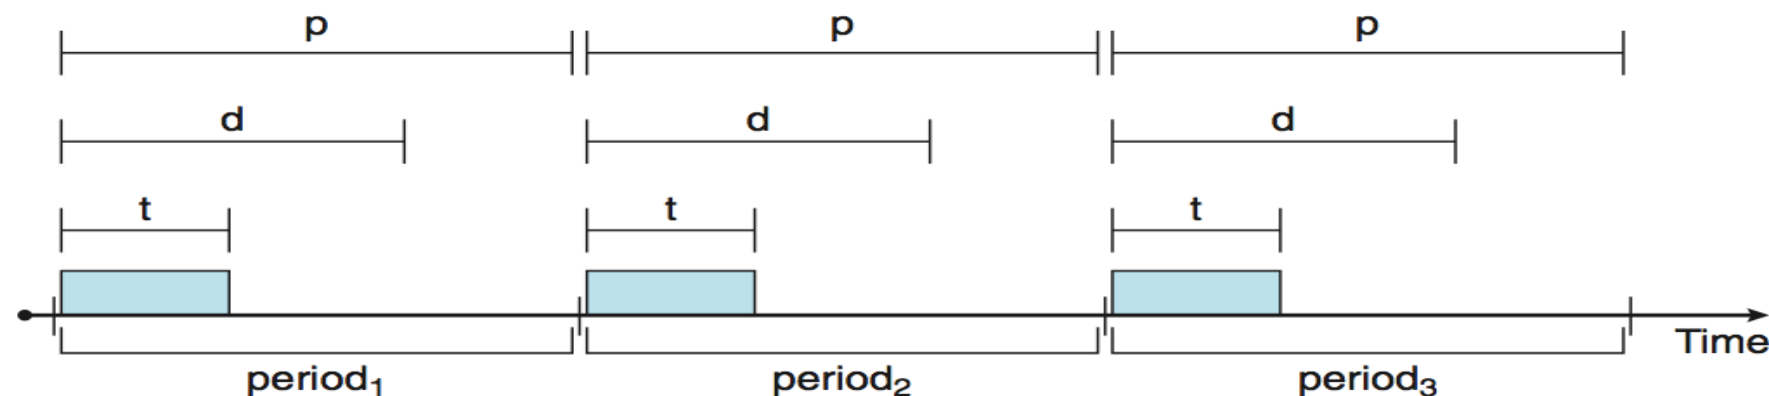 p p p
d d d
t t t
Time
period1 period2 period3